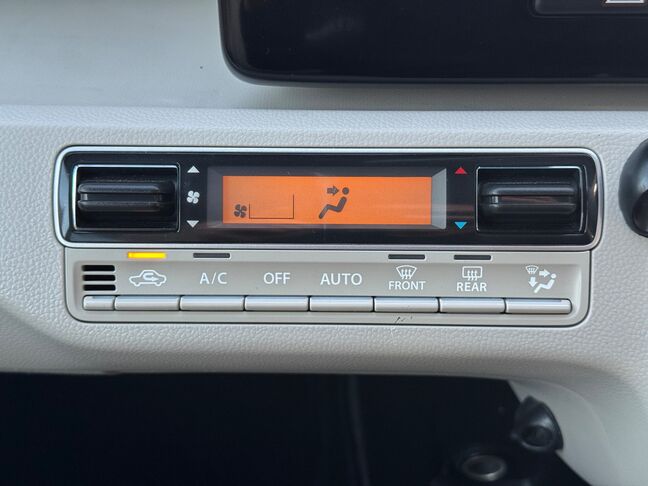 A/C OFF AUTO FRONT REAR